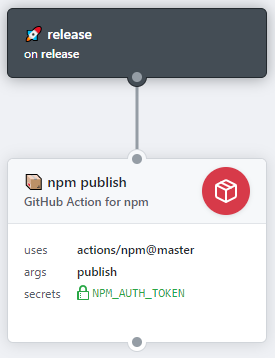 release
on release
npm publish
GitHub Action for npm
uses actions/npm@master
args publish
secrets NPM_AUTH_TOKEN